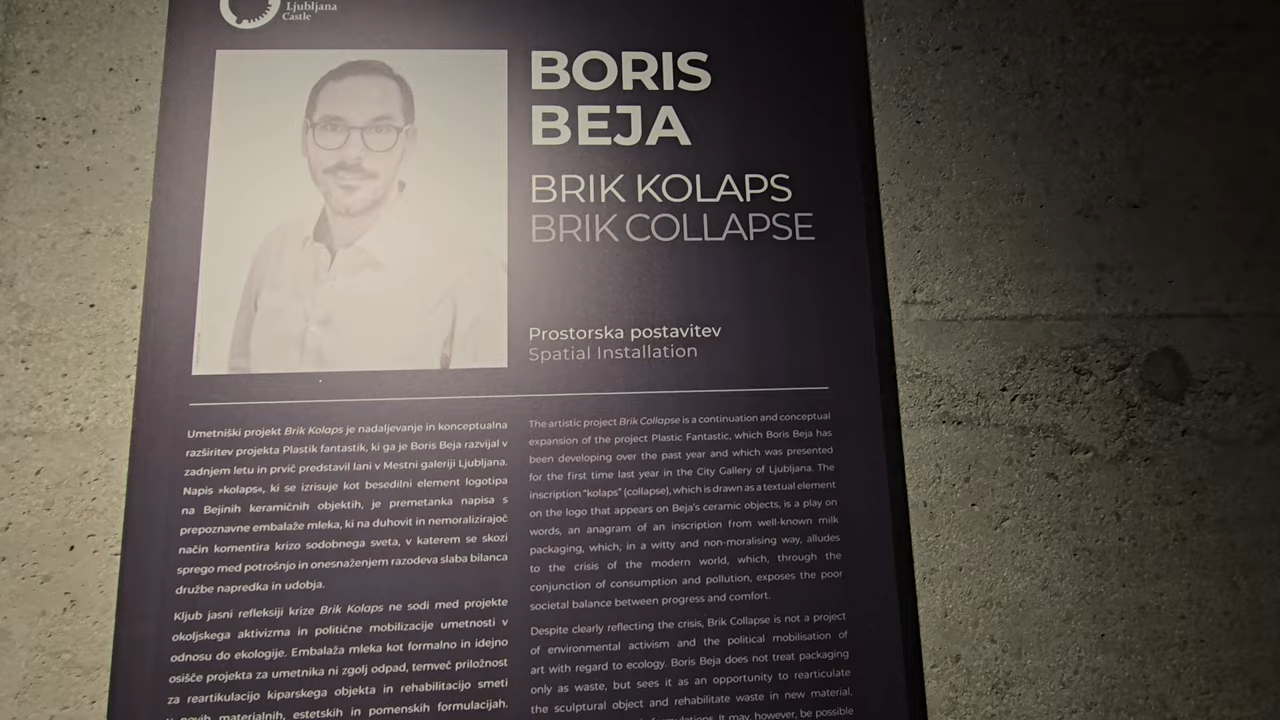 Ljubljana
Castle
BORIS
BEJA
BRIK KOLAPS
BRIK COLLAPSE
Prostorska postavitev
Spatial Installation
Umetniški projekt Brik Kolaps je nadaljevanje in konceptualna
razširitev projekta Plastik fantastik, ki ga je Boris Beja razvijal v
zadnjem letu in prvič predstavil lani v Mestni galeriji Ljubljana.
Napis »kolaps«, ki se izrisuje kot besedilni element logotipa
na Bejinih keramičnih objektih, je premetanka napisa s
prepoznavne embalaže mleka, ki na duhovit in nemoralizirajoč
način komentira krizo sodobnega sveta, v katerem se skozi
sprego med potrošnjo in onesnaženjem razodeva slaba bilanca
družbe napredka in udobja.
Kljub jasni refleksiji krize Brik Kolaps ne sodi med projekte
okoljskega aktivizma in politične mobilizacije umetnosti v
odnosu do ekologije. Embalaža mleka kot formalno in idejno
osišče projekta za umetnika ni zgolj odpad, temveč priložnost
za reartikulacijo kiparskega objekta in rehabilitacijo smeti
v novih materialnih, estetskih in pomenskih formulacijah.
The artistic project Brik Collapse is a continuation and conceptual
expansion of the project Plastic Fantastic, which Boris Beja has
been developing over the past year and which was presented
for the first time last year in the City Gallery of Ljubljana. The
inscription "kolaps" (collapse), which is drawn as a textual element
on the logo that appears on Beja's ceramic objects, is a play on
words, an anagram of an inscription from well-known milk
packaging, which, in a witty and non-moralising way, alludes
to the crisis of the modern world, which, through the
conjunction of consumption and pollution, exposes the poor
societal balance between progress and comfort.
Despite clearly reflecting the crisis, Brik Collapse is not a project
of environmental activism and the political mobilisation of
art with regard to ecology. Boris Beja does not treat packaging
only as waste, but sees it as an opportunity to rearticulate
the sculptural object and rehabilitate waste in new material,
formulations. It may, however, be possible